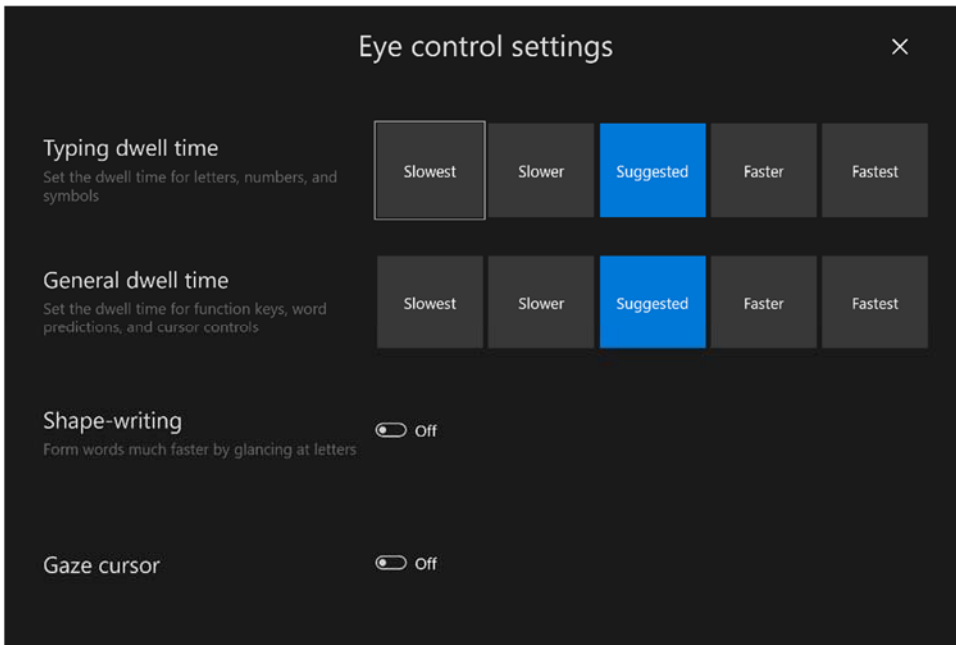 Eye control settings
Typing dwell time
Set the dwell time for letters, numbers, and
symbols
Slowest
Slower
Suggested
Faster
Fastest
General dwell time
Set the dwell time for function keys, word
predictions, and cursor controls
Slowest
Slower
Suggested
Faster
Fastest
Shape-writing
Form words much faster by glancing at letters
Off
Gaze cursor
Off